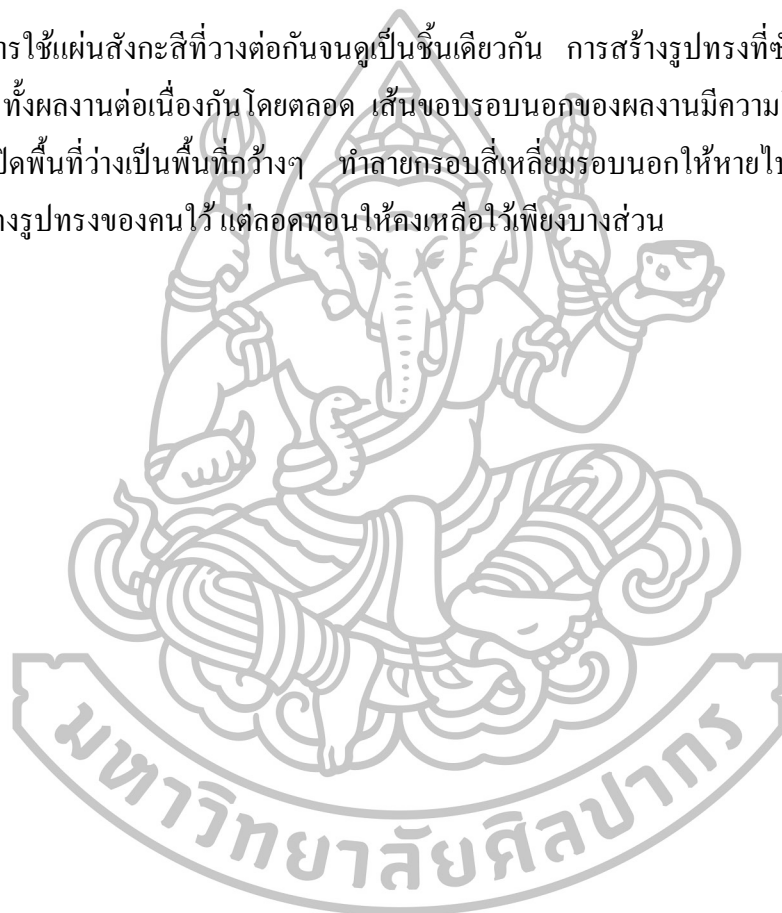 ารใช้แผ่นสังกะสีที่วางต่อกันจนดูเป็นชิ้นเดียวกัน การสร้างรูปทรงที่ซ
ทั้งผลงานต่อเนื่องกันโดยตลอด เส้นขอบรอบนอกของผลงานมีความ
ปิดพื้นที่ว่างเป็นพื้นที่กว้างๆ ทำลายกรอบสี่เหลี่ยมรอบนอกให้หายไป
างรูปทรงของคนไว้ แต่ลอดทอนให้คงเหลือไว้เพียงบางส่วน
มหาวิทยาลัยศิลปากร